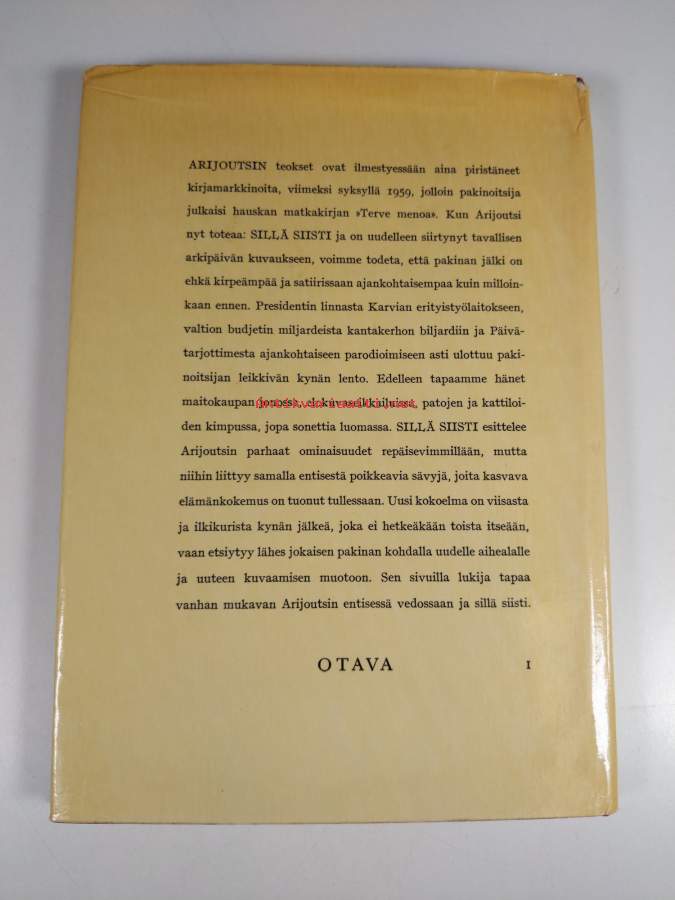 ARIJOUTSIN teokset ovat ilmestyessään aina piristäneet
kirjamarkkinoita, viimeksi syksyllä 1959, jolloin pakinoitsija
julkaisi hauskan matkakirjan »Terve menoa». Kun Arijoutsi
nyt toteaa: SILLÄ SIISTI ja on uudelleen siirtynyt tavallisen
arkipäivän kuvaukseen, voimme todeta, että pakinan jälki on
ehkä kirpeämpää ja satiirissaan ajankohtaisempaa kuin milloin-
kaan ennen. Presidentin linnasta Karvian erityistyölaitokseen,
valtion budjetin miljardeista kantakerhon biljardiin ja Päivä-
tarjottimesta ajankohtaiseen parodioimiseen asti ulottuu paki-
noitsijan leikkivän kynän lento. Edelleen tapaamme hänet
maitokaupan jonossa, patojen ja kattiloi-
den kimpussa, jopa sonettia luomassa. SILLÄ SIISTI esittelee
Arijoutsin parhaat ominaisuudet repäisevimmillään, mutta
niihin liittyy samalla entisestä poikkeavia sävyjä, joita kasvava
elämänkokemus on tuonut tullessaan. Uusi kokoelma on viisasta
ja ilkikurista kynän jälkeä, joka ei hetkeäkään toista itseään,
vaan etsiytyy lähes jokaisen pakinan kohdalla uudelle aihealalle
ja uuteen kuvaamisen muotoon. Sen sivuilla lukija tapaa
vanhan mukavan Arijoutsin entisessä vedossaan ja sillä siisti.
OTAVA 1